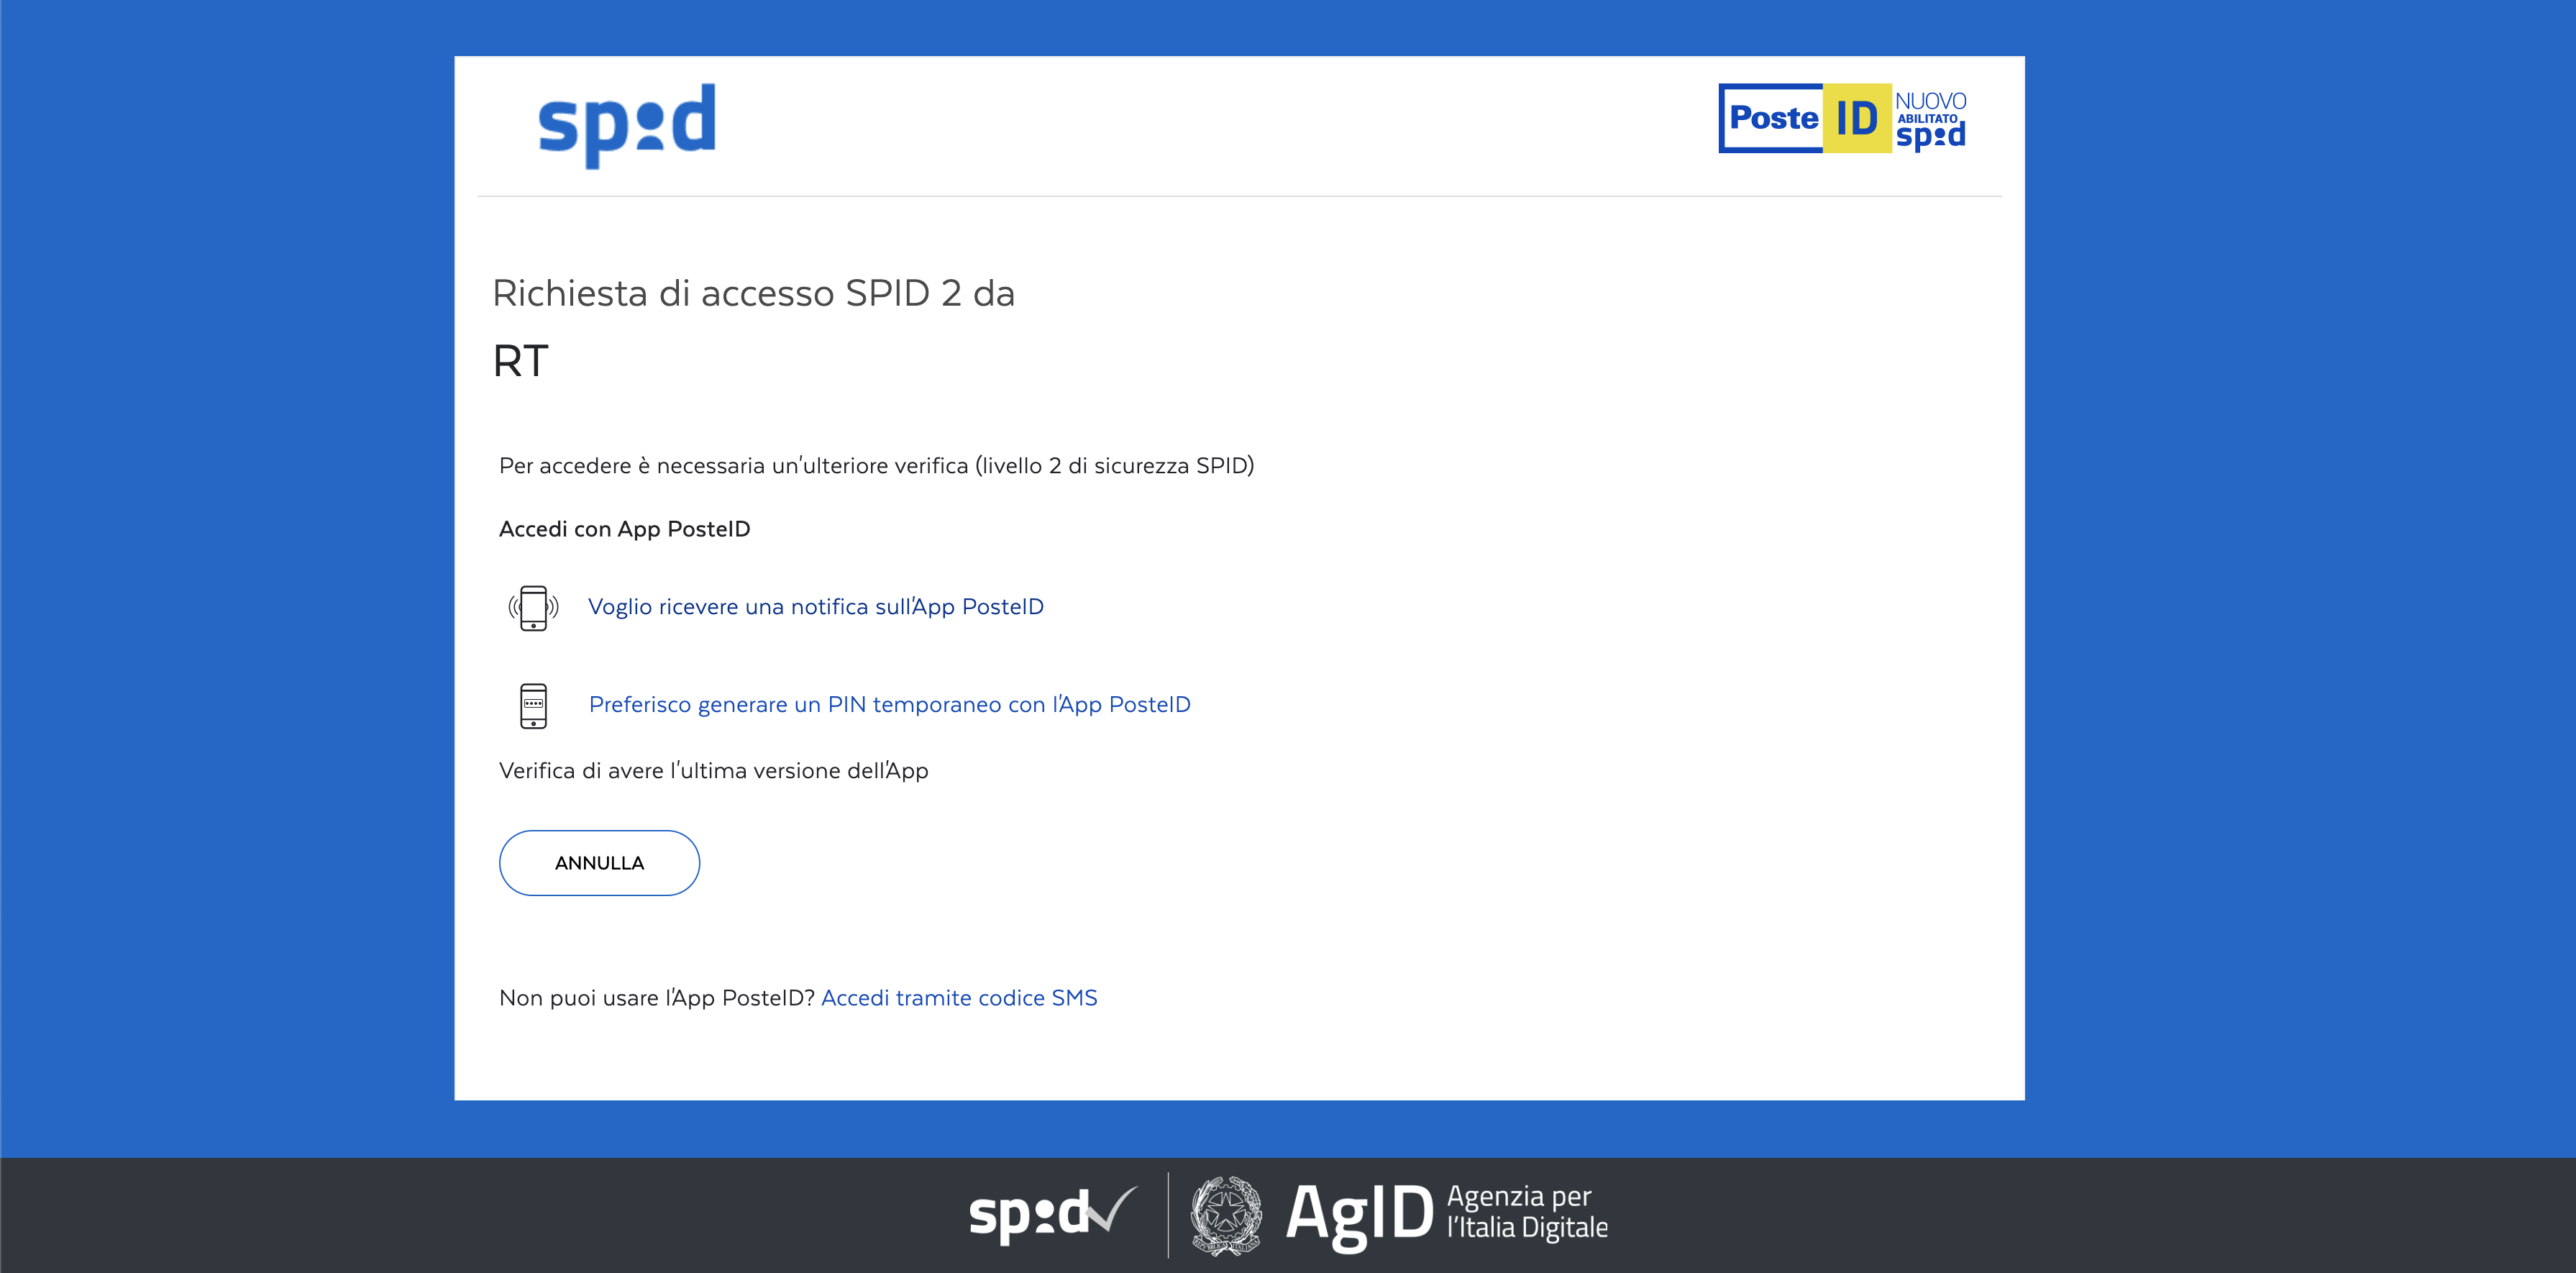 spid
Poste ID NUOVO
ABILITATO
spid
Richiesta di accesso SPID 2 da
RT
Per accedere è necessaria un'ulteriore verifica (livello 2 di sicurezza SPID)
Accedi con App PosteID
Voglio ricevere una notifica sull'App PosteID
Preferisco generare un PIN temporaneo con l'App PosteID
Verifica di avere l'ultima versione dell'App
ANNULLA
Non puoi usare l'App PosteID? Accedi tramite codice SMS
spid AgID Agenzia per
l'Italia Digitale